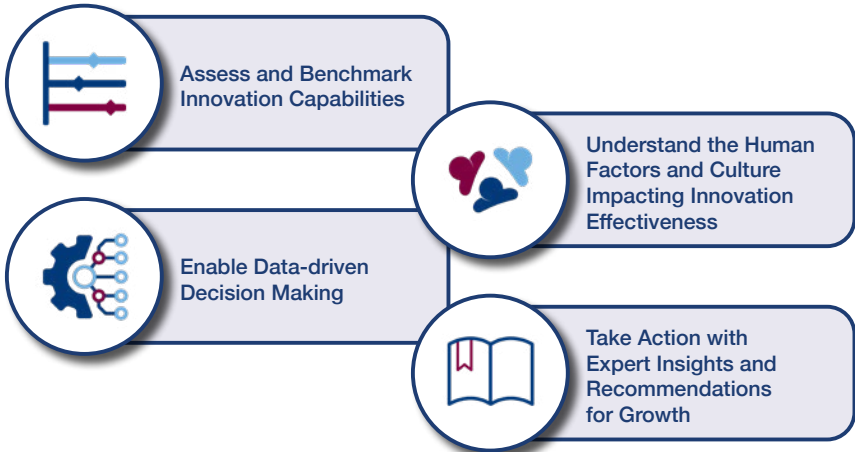 Assess and Benchmark
Innovation Capabilities
Understand the Human
Factors and Culture
Impacting Innovation
Effectiveness
Enable Data-driven
Decision Making
Take Action with
Expert Insights and
Recommendations
for Growth